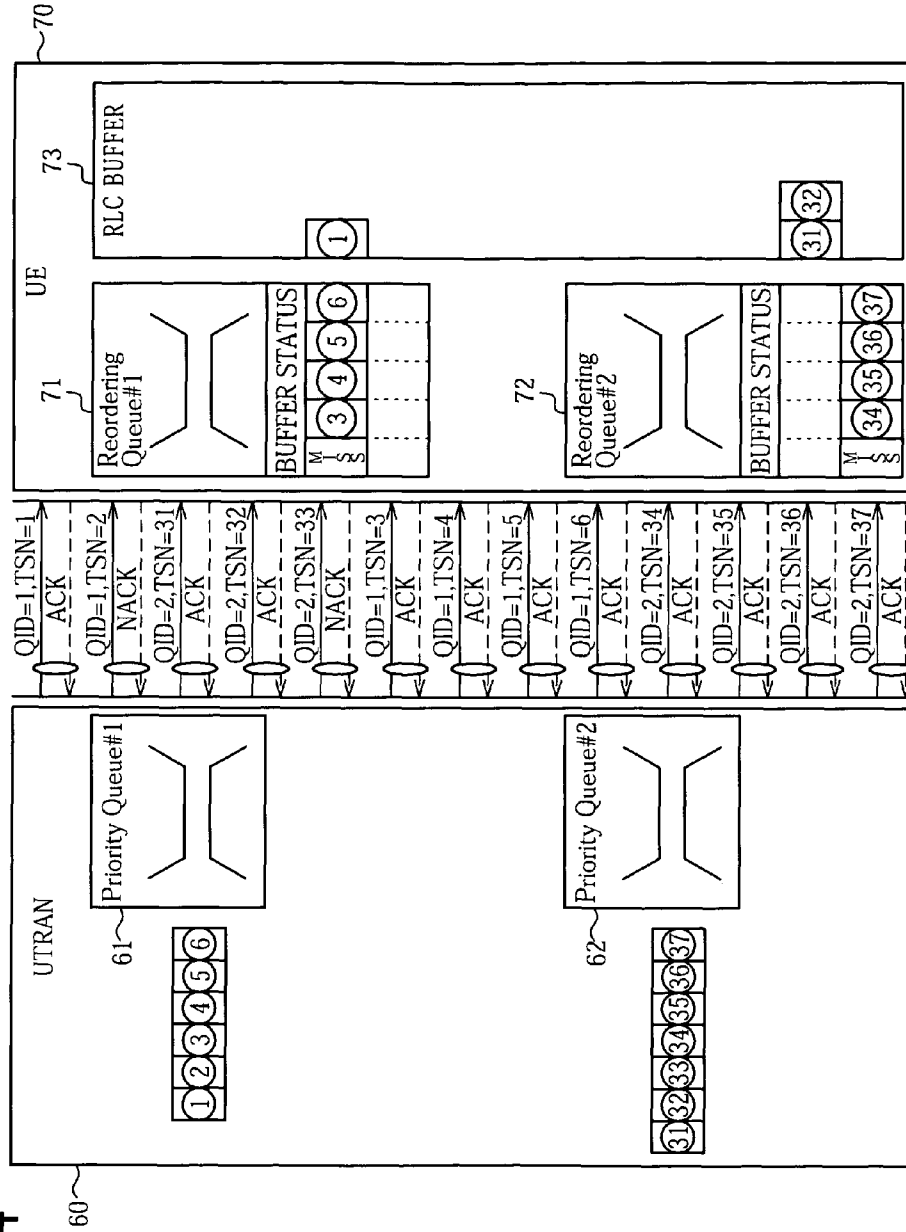 UTRAN
60
61
Priority Queue#1
1 2 3 4 5 6
62
Priority Queue#2
31 32 33 34 35 36 37
QID=1,TSN=1
ACK
QID=1,TSN=2
NACK
QID=2,TSN=31
ACK
QID=2,TSN=32
ACK
QID=2,TSN=33
NACK
QID=1,TSN=3
ACK
QID=1,TSN=4
ACK
QID=1,TSN=5
ACK
QID=1,TSN=6
ACK
QID=2,TSN=34
ACK
QID=2,TSN=35
ACK
QID=2,TSN=36
ACK
QID=2,TSN=37
ACK
UE
70
71
Reordering
Queue#1
BUFFER STATUS
MISS 3 4 5 6
72
Reordering
Queue#2
BUFFER STATUS
MISS 34 35 36 37
73
RLC BUFFER
1
31 32